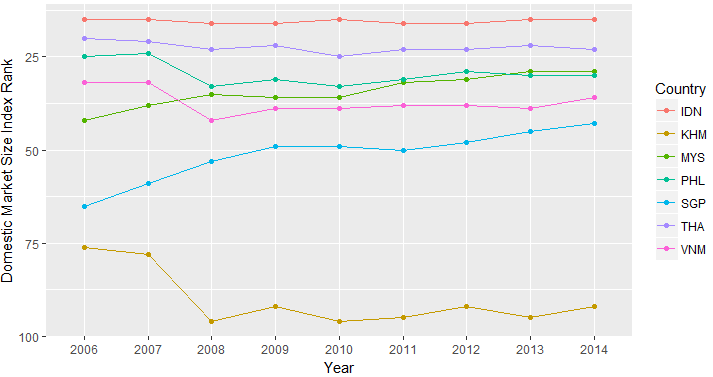 Domestic Market Size Index Rank
25
50
75
100
2006 2007 2008 2009 2010 2011 2012 2013 2014
Year
Country
IDN
KHM
MYS
PHL
SGP
THA
VNM